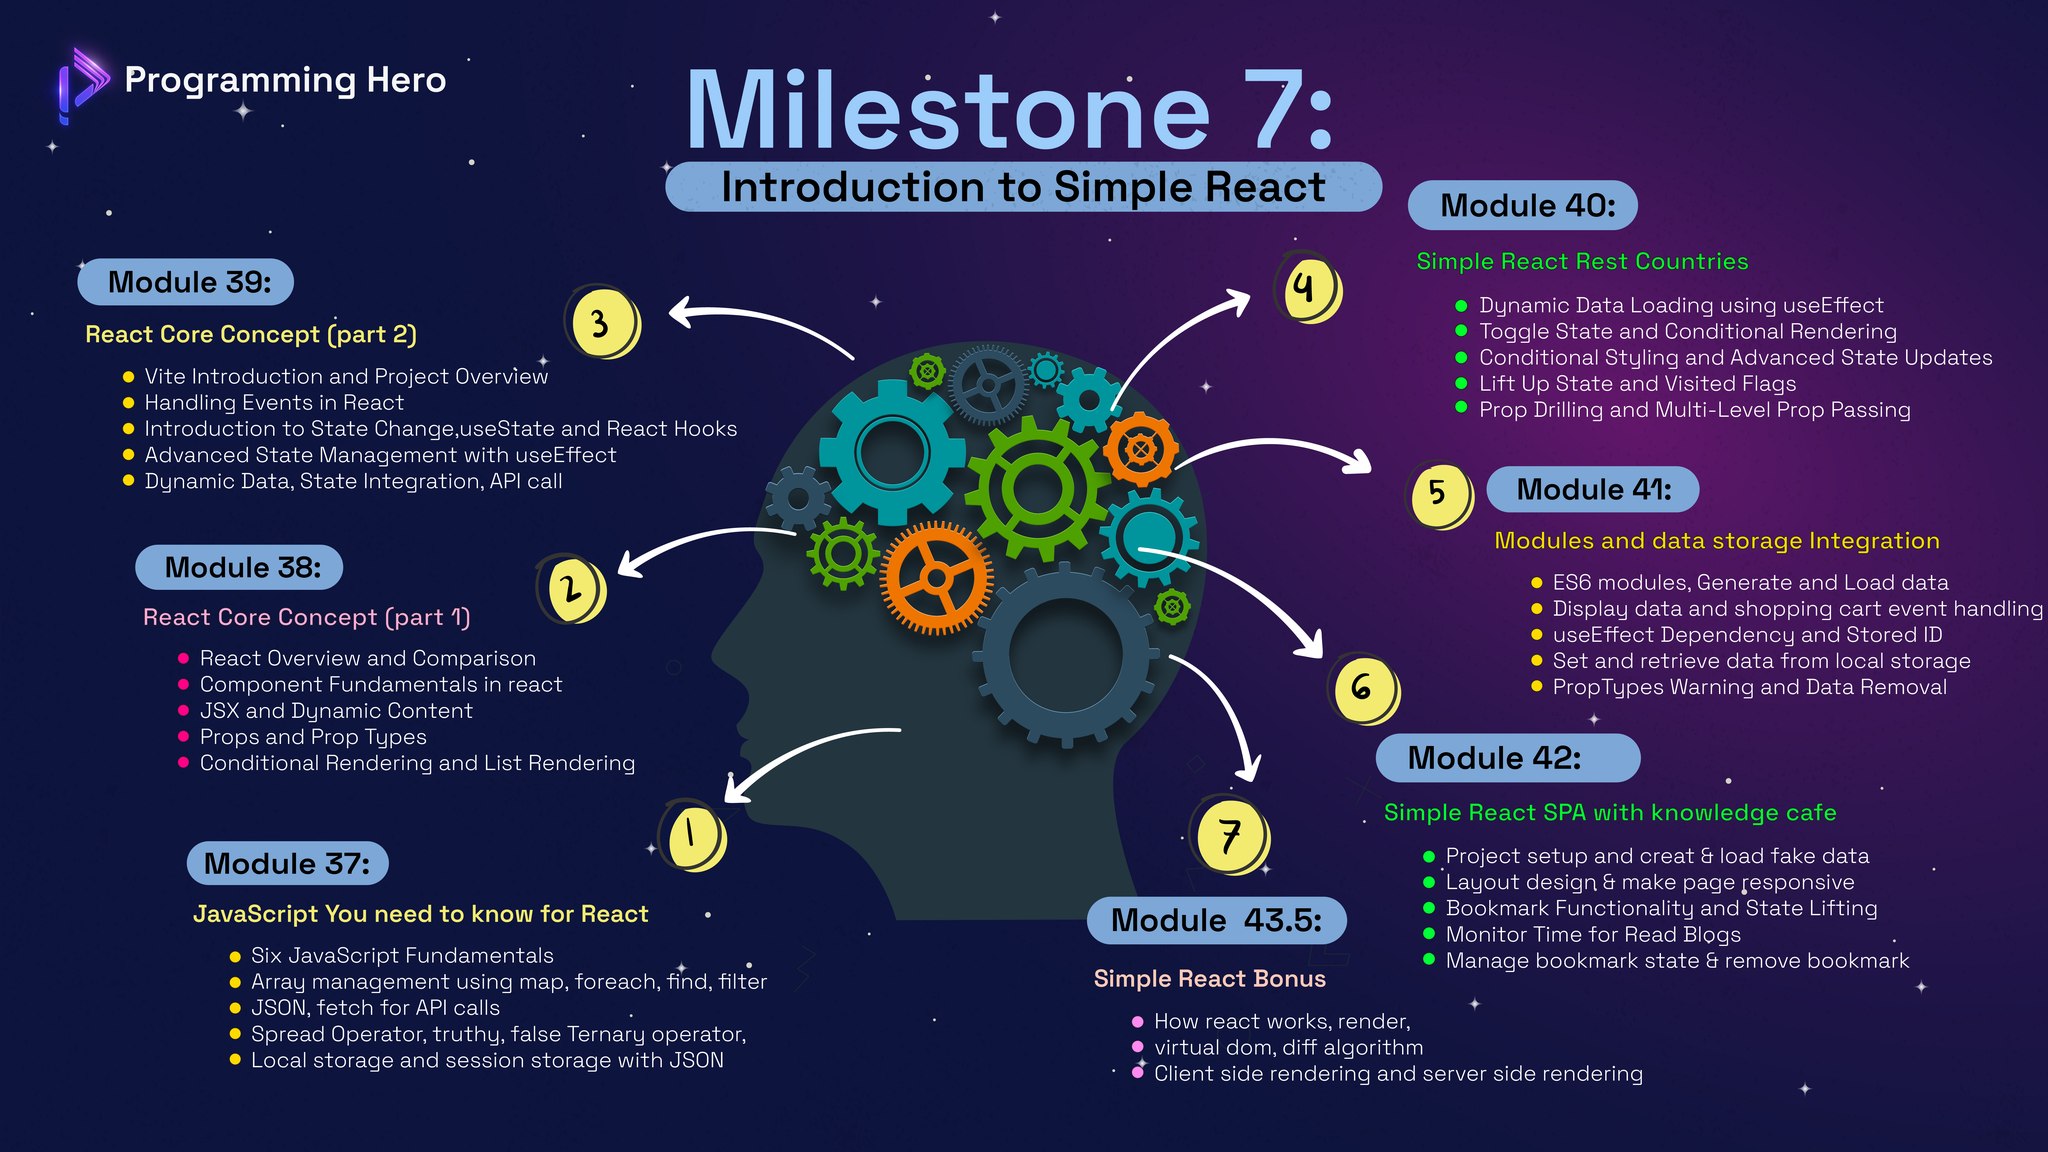 Programming Hero
Milestone 7:
Introduction to Simple React
1
Module 37:
JavaScript You need to know for React
Six JavaScript Fundamentals
Array management using map, foreach, find, filter
JSON, fetch for API calls
Spread Operator, truthy, false Ternary operator,
Local storage and session storage with JSON
2
Module 38:
React Core Concept (part 1)
React Overview and Comparison
Component Fundamentals in react
JSX and Dynamic Content
Props and Prop Types
Conditional Rendering and List Rendering
3
Module 39:
React Core Concept (part 2)
Vite Introduction and Project Overview
Handling Events in React
Introduction to State Change,useState and React Hooks
Advanced State Management with useEffect
Dynamic Data, State Integration, API call
4
Module 40:
Simple React Rest Countries
Dynamic Data Loading using useEffect
Toggle State and Conditional Rendering
Conditional Styling and Advanced State Updates
Lift Up State and Visited Flags
Prop Drilling and Multi-Level Prop Passing
5
Module 41:
Modules and data storage Integration
ES6 modules, Generate and Load data
Display data and shopping cart event handling
useEffect Dependency and Stored ID
Set and retrieve data from local storage
PropTypes Warning and Data Removal
6
Module 42:
Simple React SPA with knowledge cafe
Project setup and creat & load fake data
Layout design & make page responsive
Bookmark Functionality and State Lifting
Monitor Time for Read Blogs
Manage bookmark state & remove bookmark
7
Module 43.5:
Simple React Bonus
How react works, render,
virtual dom, diff algorithm
Client side rendering and server side rendering